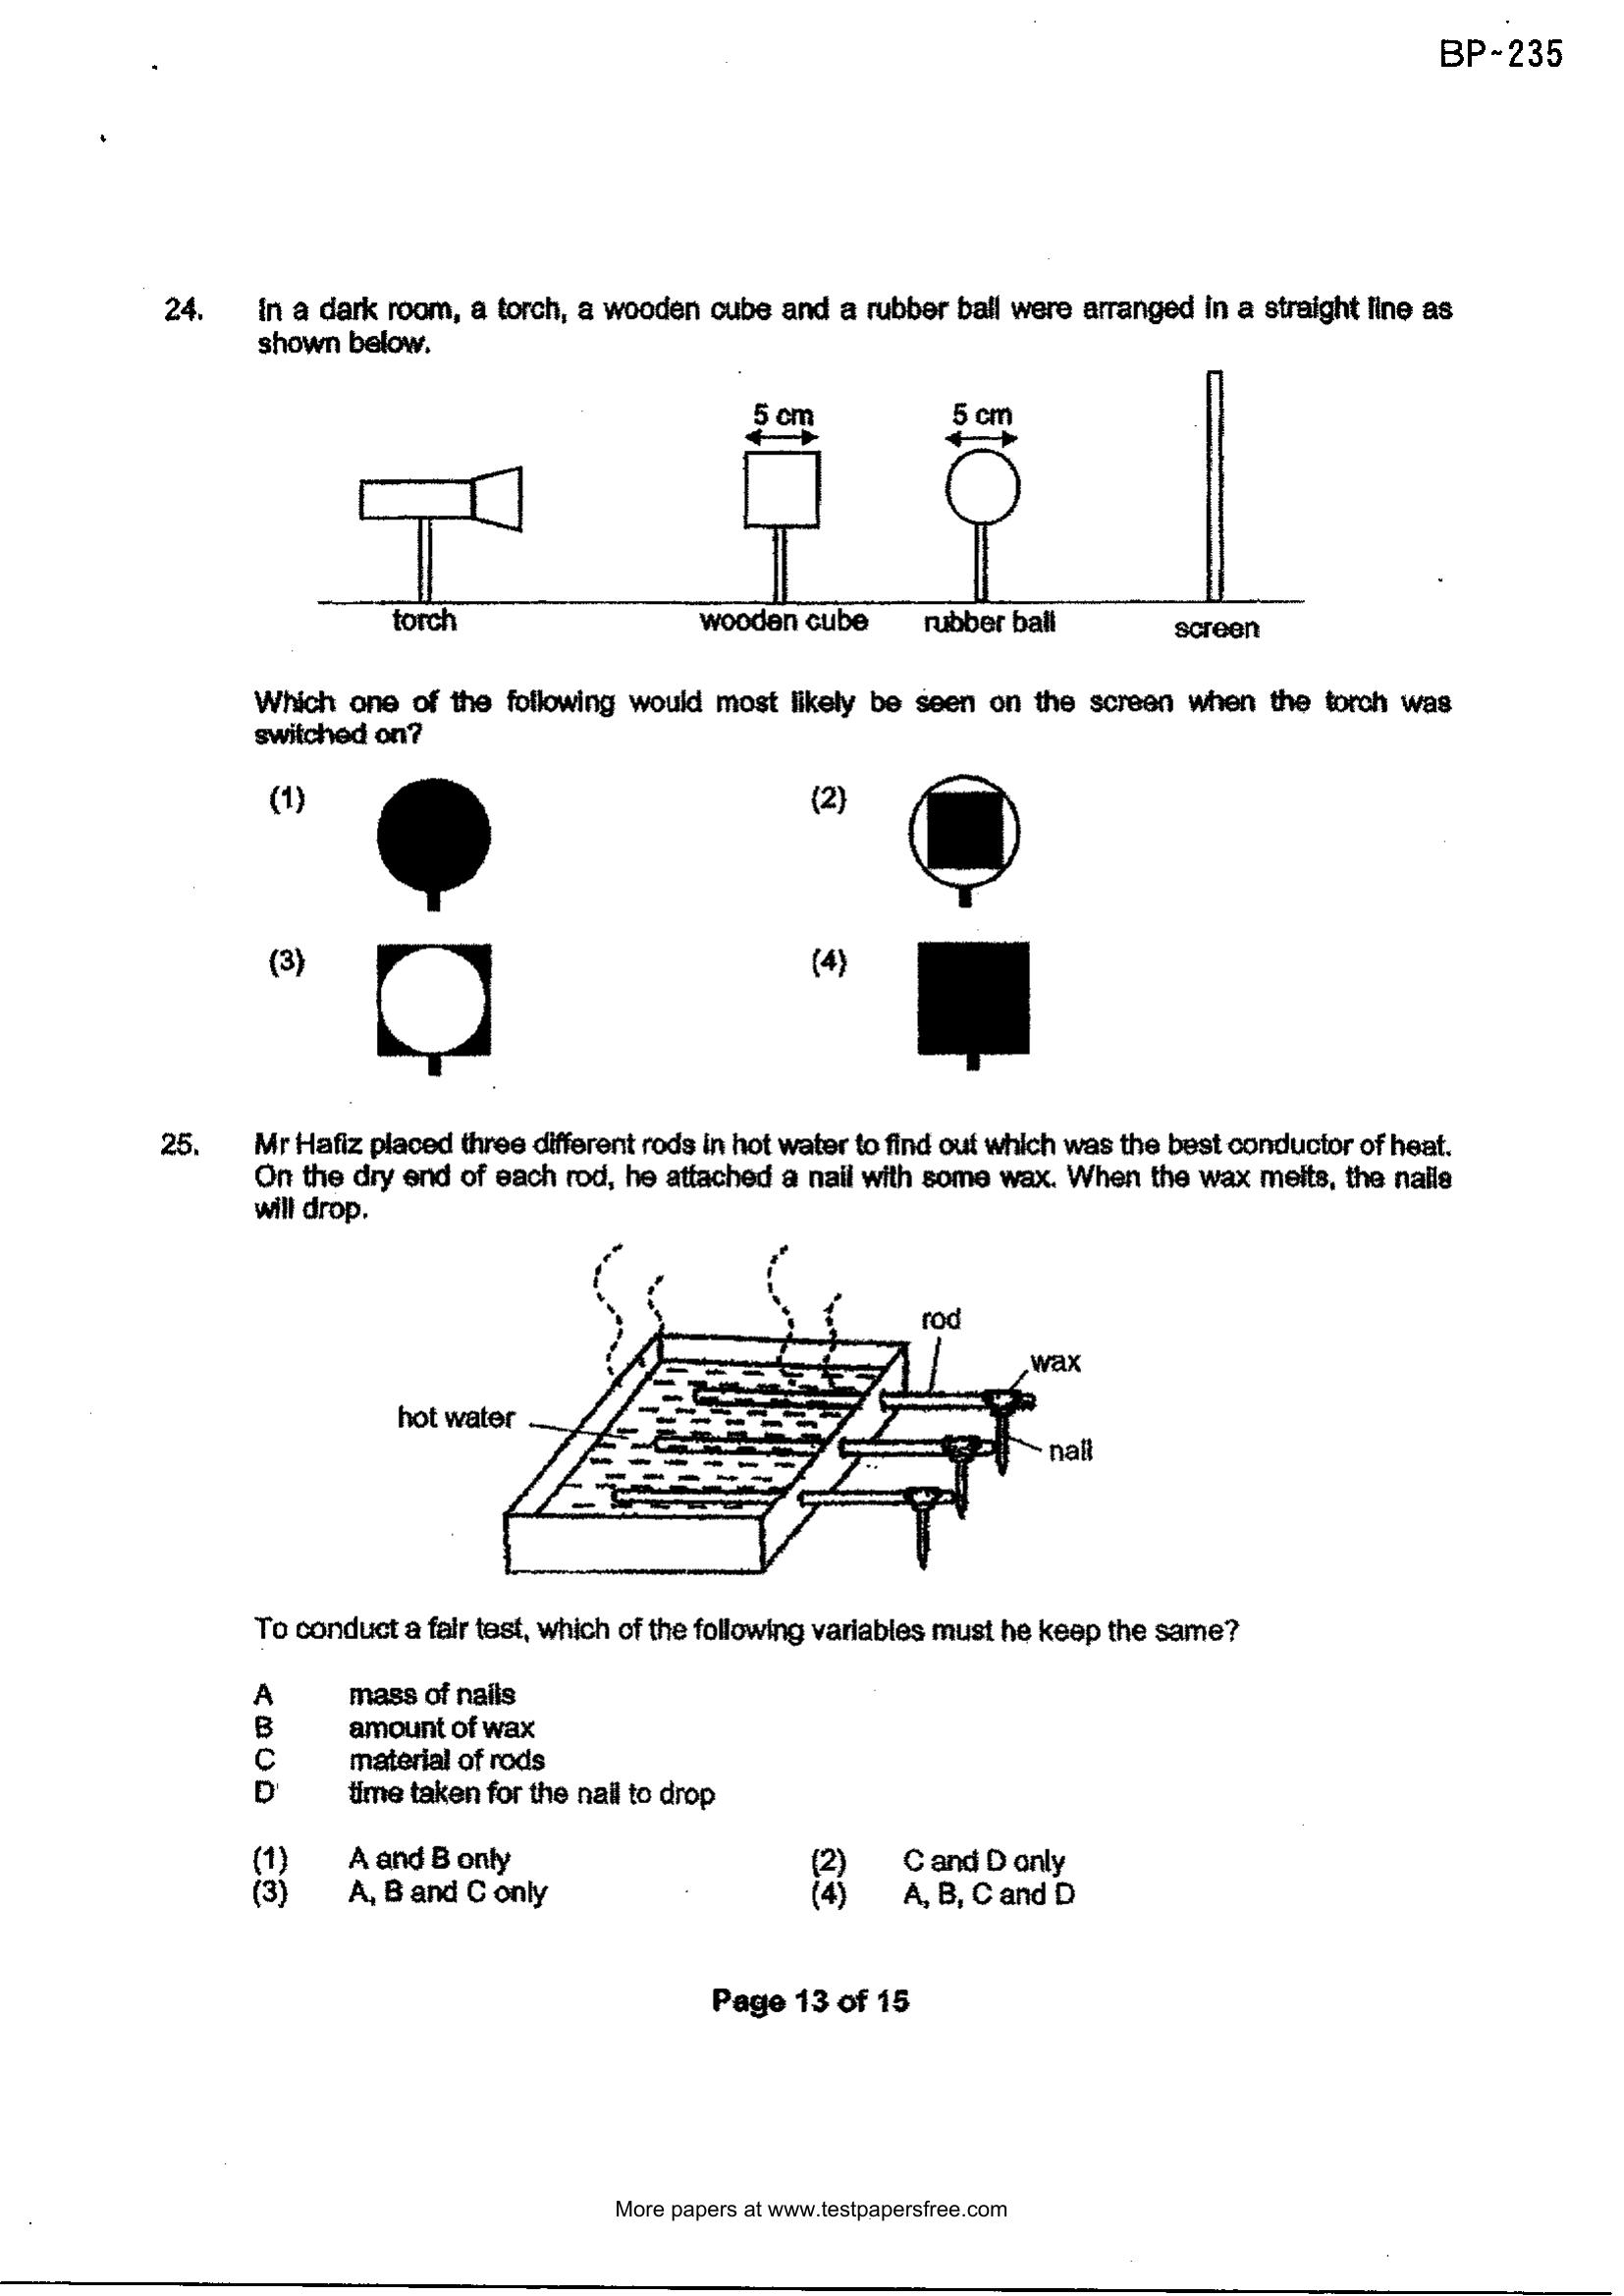 BP-235
24. In a dark room, a torch, a wooden cube and a rubber ball were arranged in a straight line as
shown below.
5 cm 5 cm
torch wooden cube rubber ball screen
Which one of the following would most likely be seen on the screen when the torch was
switched on?
(1) (2)
(3) (4)
25. Mr Hafiz placed three different rods in hot water to find out which was the best conductor of heat.
On the dry end of each rod, he attached a nail with some wax. When the wax melts, the nails
will drop.
rod
wax
hot water
nail
To conduct a fair test, which of the following variables must he keep the same?
A mass of nails
B amount of wax
C material of rods
D time taken for the nail to drop
(1) A and B only (2) C and D only
(3) A, B and C only (4) A, B, C and D
Page 13 of 15
More papers at www.testpapersfree.com